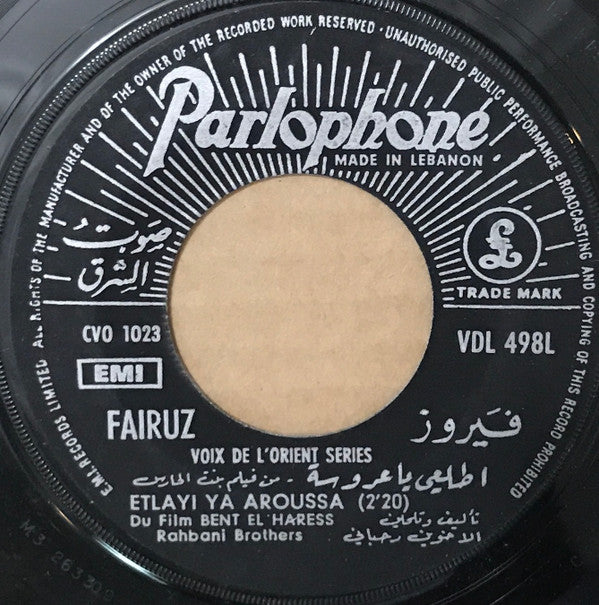 E.M.I. RECORDS LIMITED ALL RIGHTS OF THE MANUFACTURER AND OF THE OWNER OF THE RECORDED WORK RESERVED · UNAUTHORISED PUBLIC PERFORMANCE BROADCASTING AND COPYING OF THIS RECORD PROHIBITED
Parlophone
MADE IN LEBANON
صوت
الشرق
£
TRADE MARK
CVO 1023
VDL 498L
EMI
FAIRUZ
فيروز
VOIX DE L'ORIENT SERIES
اطلعي يا عروسة - من فيلم بنت الحارس
ETLAYI YA AROUSSA (2'20)
تأليف وتلحين
Du Film BENT EL HARESS
الاخوين رحباني
Rahbani Brothers